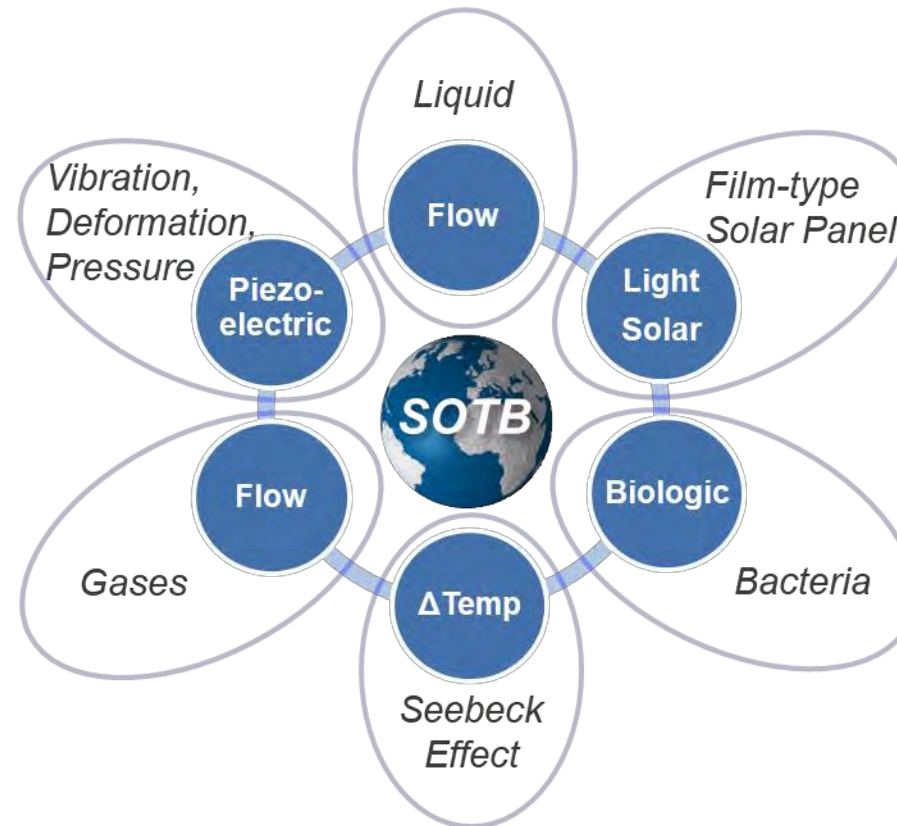 Liquid
Flow
Vibration,
Deformation,
Pressure
Piezo-
electric
Film-type
Solar Panel
Light
Solar
SOTB
Flow
Gases
Biologic
Bacteria
ΔTemp
Seebeck
Effect